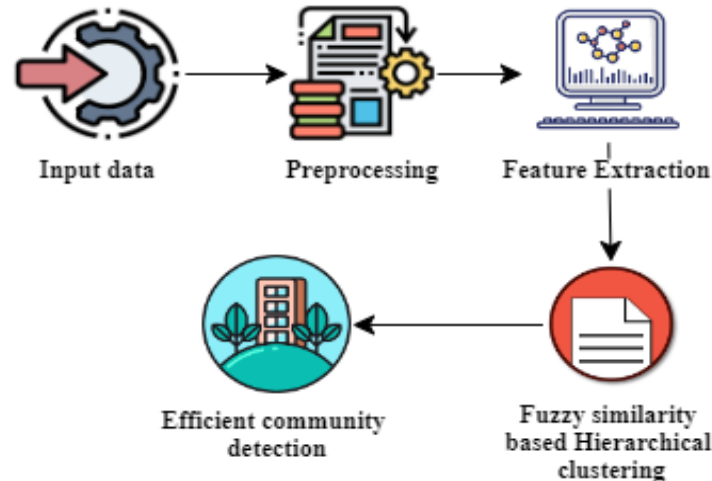 Input data
Preprocessing
Feature Extraction
Efficient community
detection
Fuzzy similarity
based Hierarchical
clustering